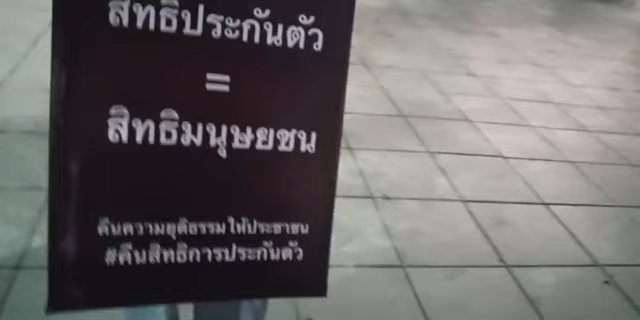 สิทธิประกันตัว
=
สิทธิมนุษยชน
คืนความยุติธรรมให้ประชาชน
#คืนสิทธิการประกันตัว